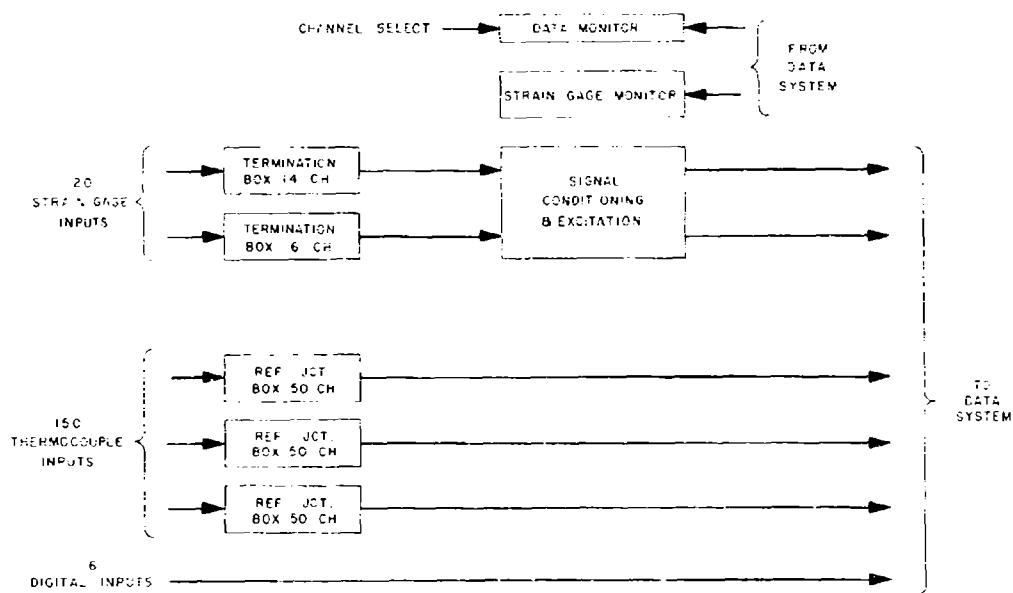 CHANNEL SELECT
DATA MONITOR
FROM
DATA
SYSTEM
STRAIN GAGE MONITOR
20
STRAIN GAGE
INPUTS
TERMINATION
BOX 14 CH
TERMINATION
BOX 6 CH
SIGNAL
CONDITIONING
& EXCITATION
150
THERMOCOUPLE
INPUTS
REF JCT
BOX 50 CH
REF JCT.
BOX 50 CH
REF JCT.
BOX 50 CH
TO
DATA
SYSTEM
6
DIGITAL INPUTS